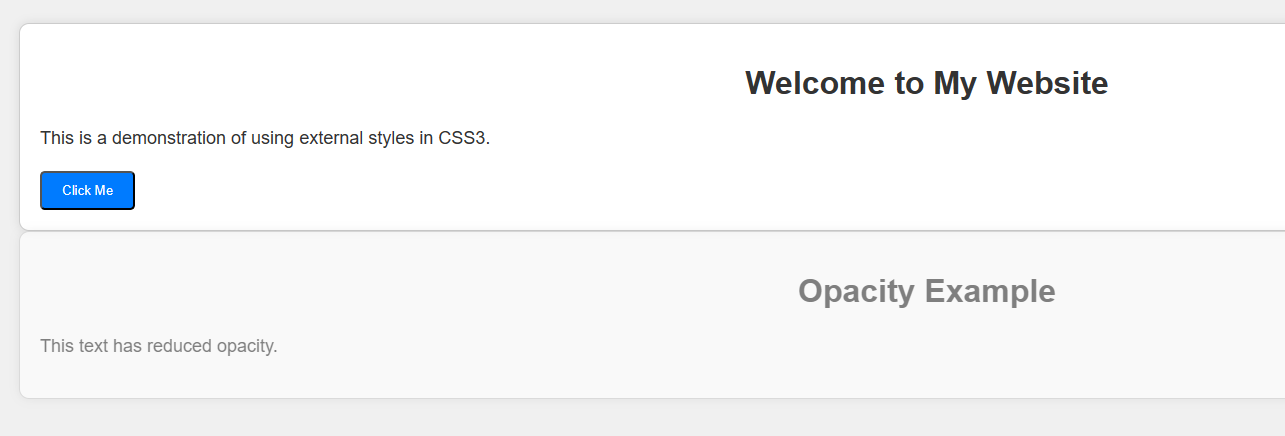 Welcome to My Website
This is a demonstration of using external styles in CSS3.
Click Me
Opacity Example
This text has reduced opacity.